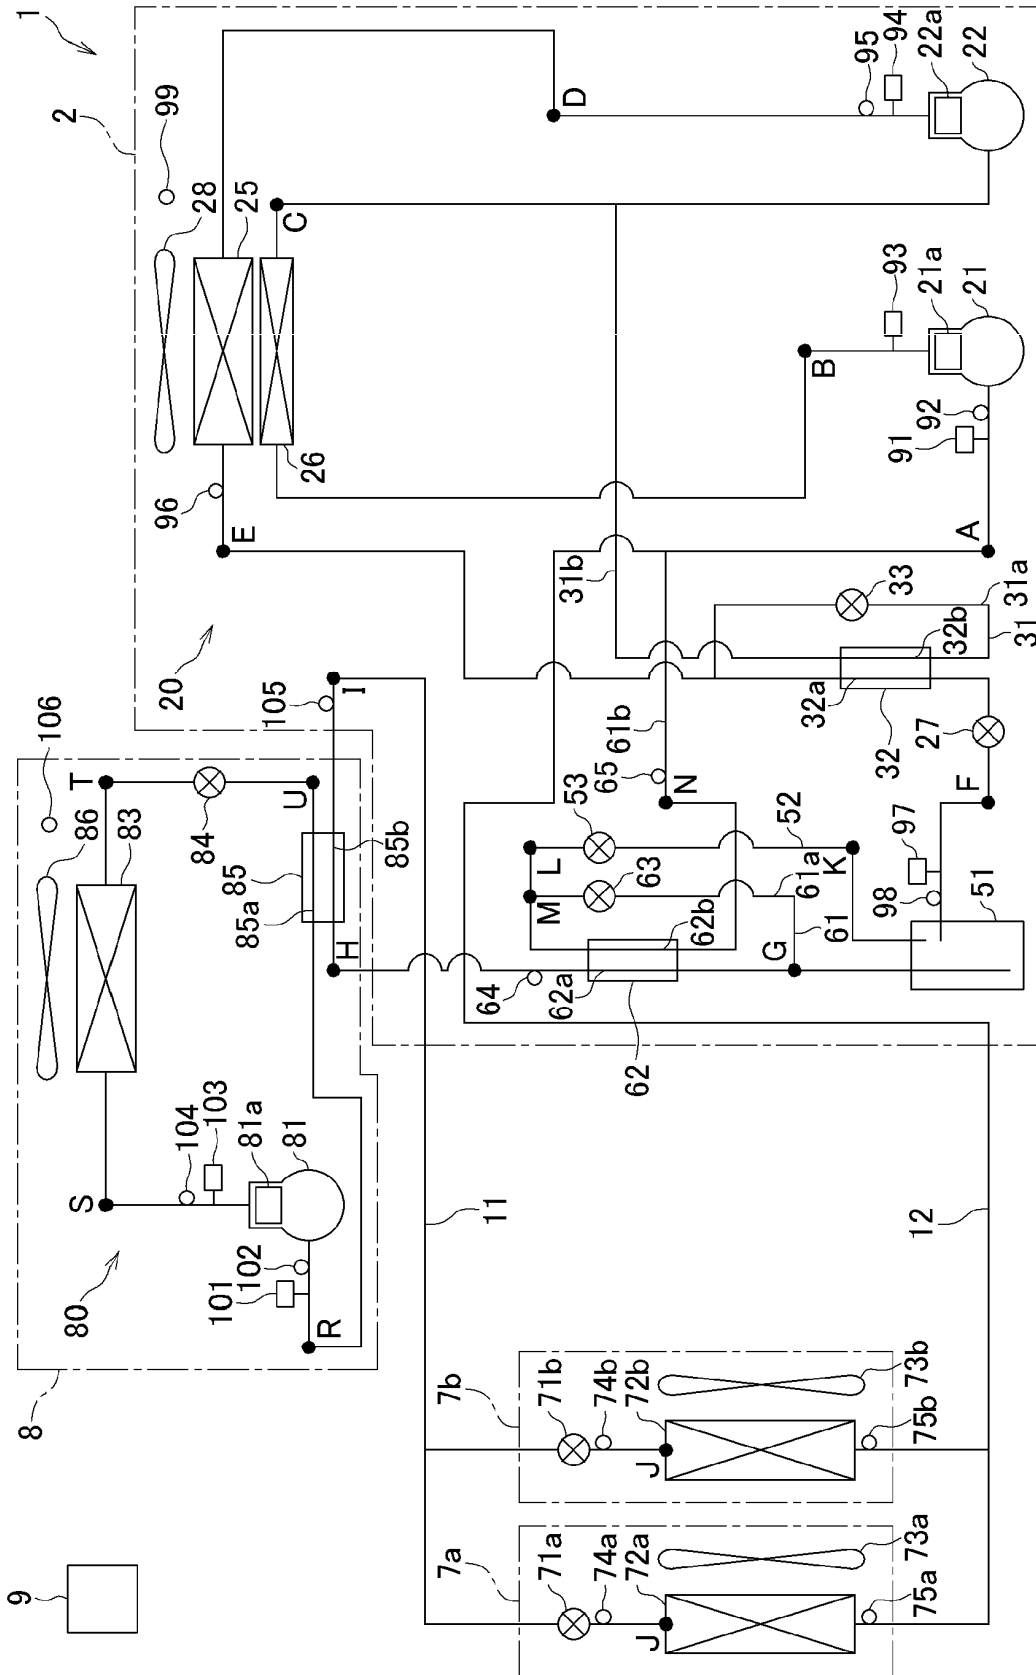 1
2
99
28
25
C
D
95
94
22a
22
96
E
26
B
93
21a
21
92
91
A
20
31b
33
31a
31
32b
32a
32
27
F
106
T
86
83
84
U
85
85a
85b
105
I
H
61b
65
N
53
52
L
M
63
K
61a
61
97
98
51
G
62b
62a
64
62
S
104
103
81a
81
102
101
R
80
8
11
12
7b
71b
74b
72b
J
73b
75b
7a
71a
74a
72a
J
73a
75a
9